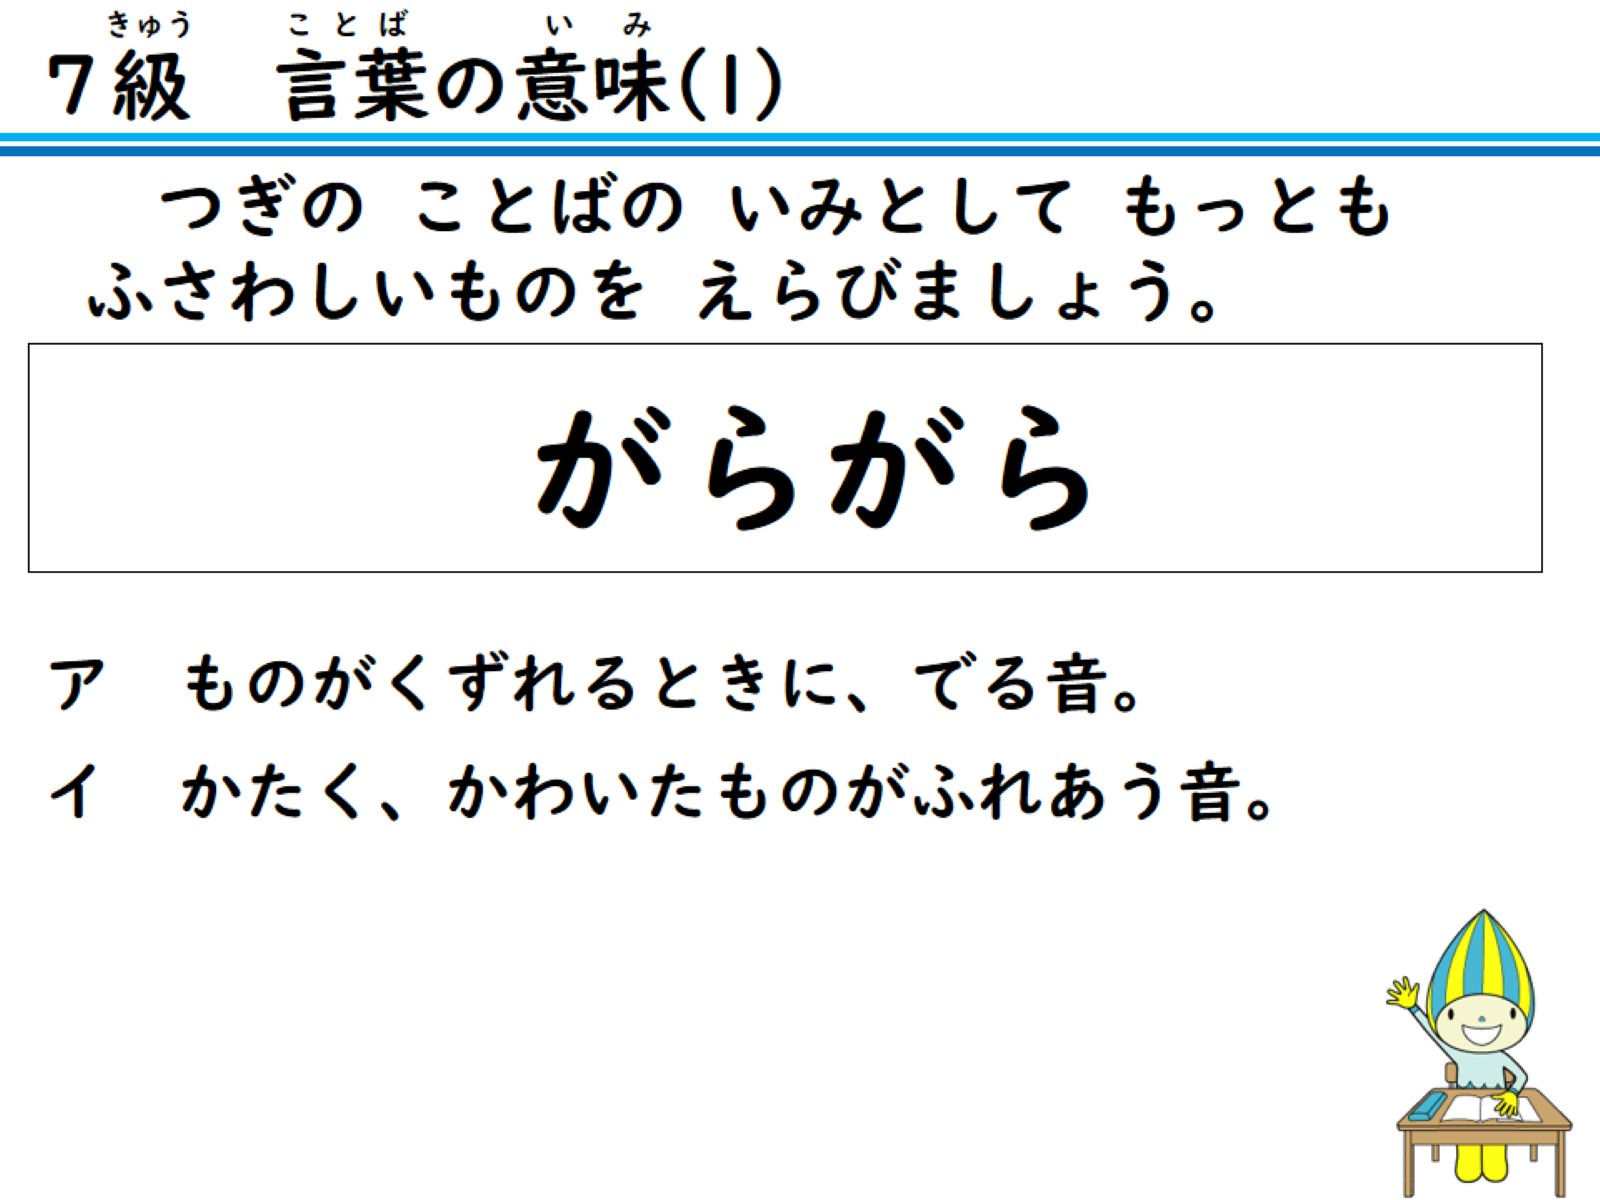 きゅう ことば いみ
７級 言葉の意味(1)
つぎの ことばの いみとして もっとも
ふさわしいものを えらびましょう。
がらがら
ア ものがくずれるときに、でる音。
イ かたく、かわいたものがふれあう音。